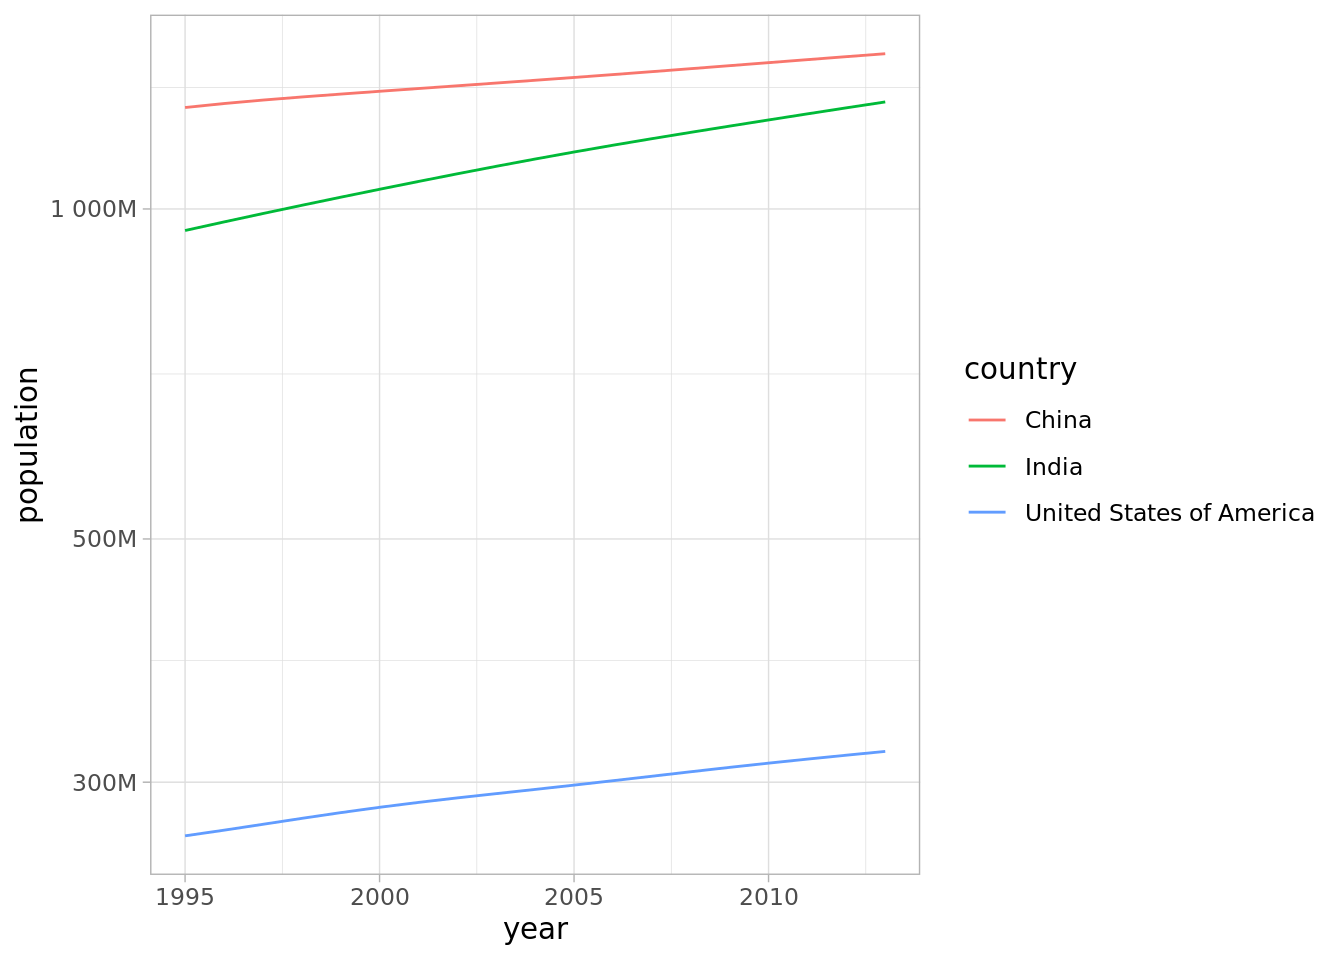 1 000M
500M
300M
population
1995 2000 2005 2010
year
country
China
India
United States of America